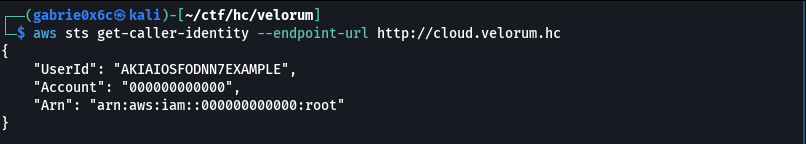 (gabrie0x6c㉿kali)-[~/ctf/hc/velorum]
$ aws sts get-caller-identity --endpoint-url http://cloud.velorum.hc
{
    "UserId": "AKIAIOSFODNN7EXAMPLE",
    "Account": "000000000000",
    "Arn": "arn:aws:iam::000000000000:root"
}